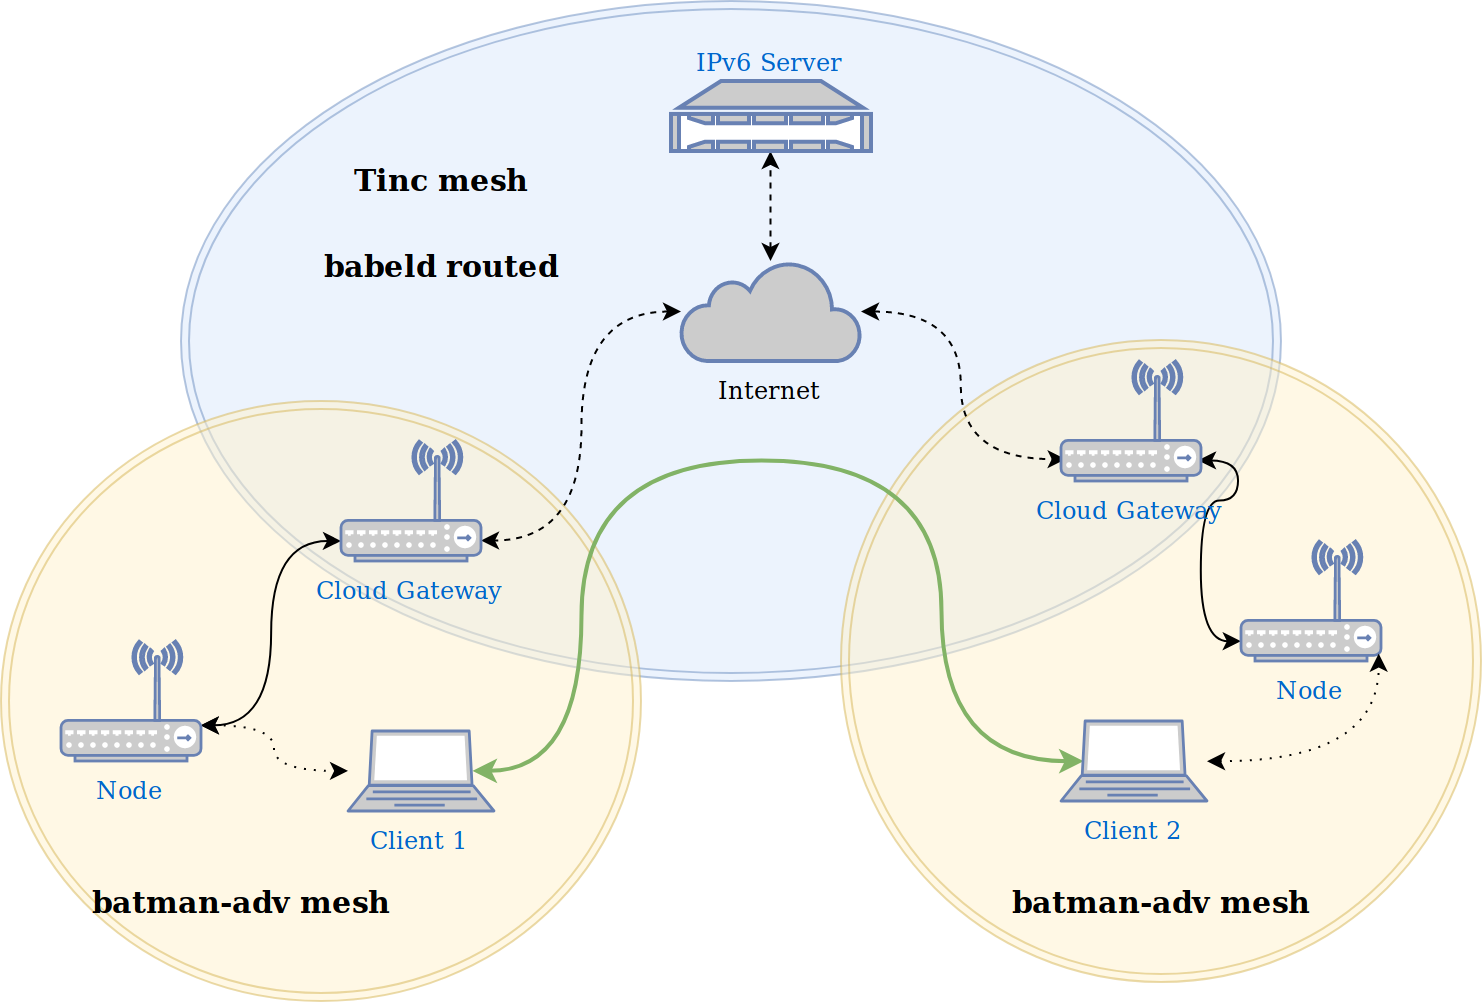 IPv6 Server
Tinc mesh
babeld routed
Internet
Cloud Gateway
Cloud Gateway
Node
Node
Client 1
Client 2
batman-adv mesh
batman-adv mesh